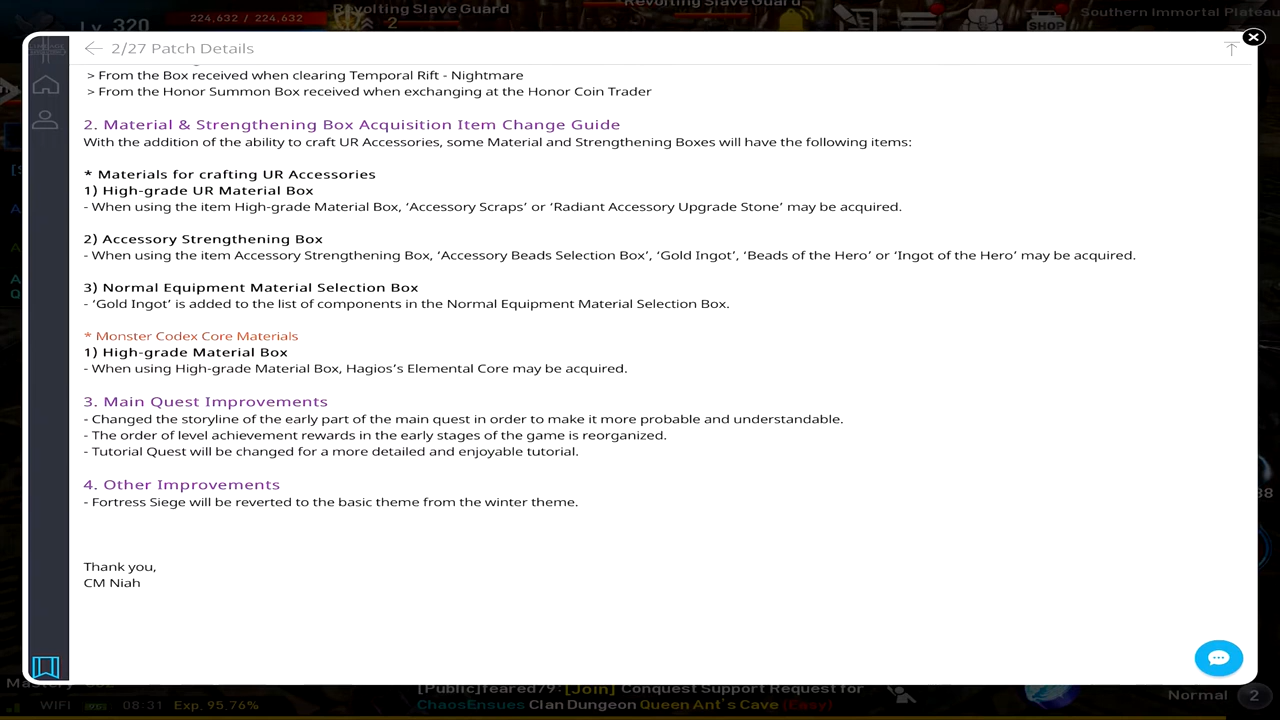 Revolting Slave Guard
Revolting Slave Guard
Lv. 320
224,632 / 224,632
2
SHOP
Southern Immortal Plateau
2/27 Patch Details
> From the Box received when clearing Temporal Rift - Nightmare
> From the Honor Summon Box received when exchanging at the Honor Coin Trader
2. Material & Strengthening Box Acquisition Item Change Guide
With the addition of the ability to craft UR Accessories, some Material and Strengthening Boxes will have the following items:
* Materials for crafting UR Accessories
1) High-grade UR Material Box
- When using the item High-grade Material Box, ‘Accessory Scraps’ or ‘Radiant Accessory Upgrade Stone’ may be acquired.
2) Accessory Strengthening Box
- When using the item Accessory Strengthening Box, ‘Accessory Beads Selection Box’, ‘Gold Ingot’, ‘Beads of the Hero’ or ‘Ingot of the Hero’ may be acquired.
3) Normal Equipment Material Selection Box
- ‘Gold Ingot’ is added to the list of components in the Normal Equipment Material Selection Box.
* Monster Codex Core Materials
1) High-grade Material Box
- When using High-grade Material Box, Hagios’s Elemental Core may be acquired.
3. Main Quest Improvements
- Changed the storyline of the early part of the main quest in order to make it more probable and understandable.
- The order of level achievement rewards in the early stages of the game is reorganized.
- Tutorial Quest will be changed for a more detailed and enjoyable tutorial.
4. Other Improvements
- Fortress Siege will be reverted to the basic theme from the winter theme.
Thank you,
CM Niah
[Public]feared79: [Join] Conquest Support Request for
ChaosEnsues Clan Dungeon Queen Ant's Cave (Easy)
WIFI 95% 08:31 Exp. 95.76%
Normal 2